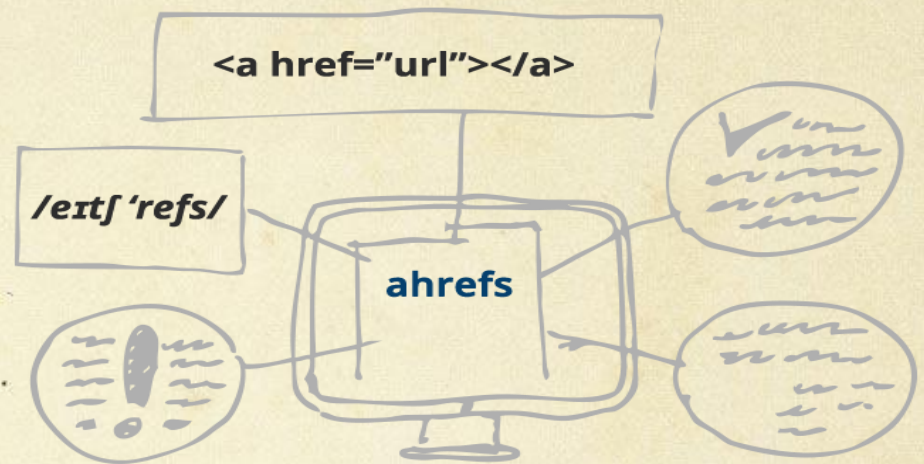 <a href=”url”></a>
/eɪtʃ ‘refs/
ahrefs